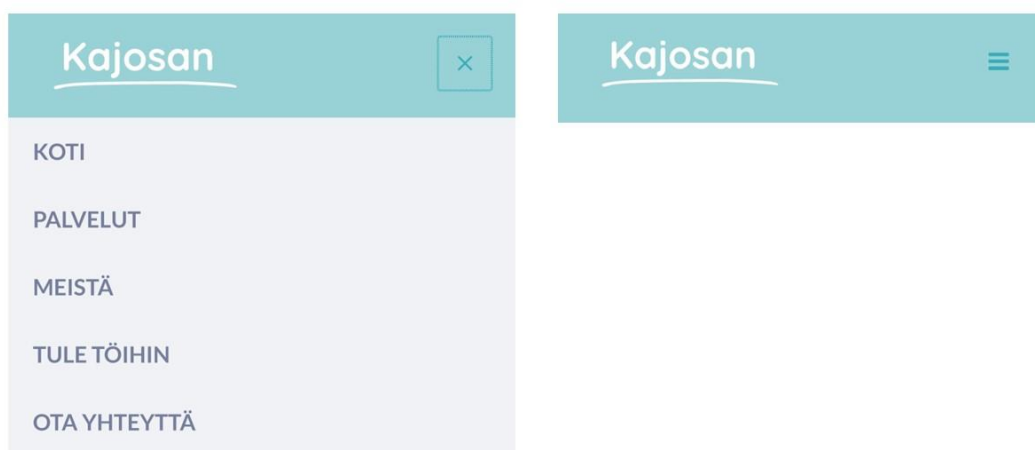 Kajosan
KOTI
PALVELUT
MEISTÄ
TULE TÖIHIN
OTA YHTEYTTÄ
Kajosan